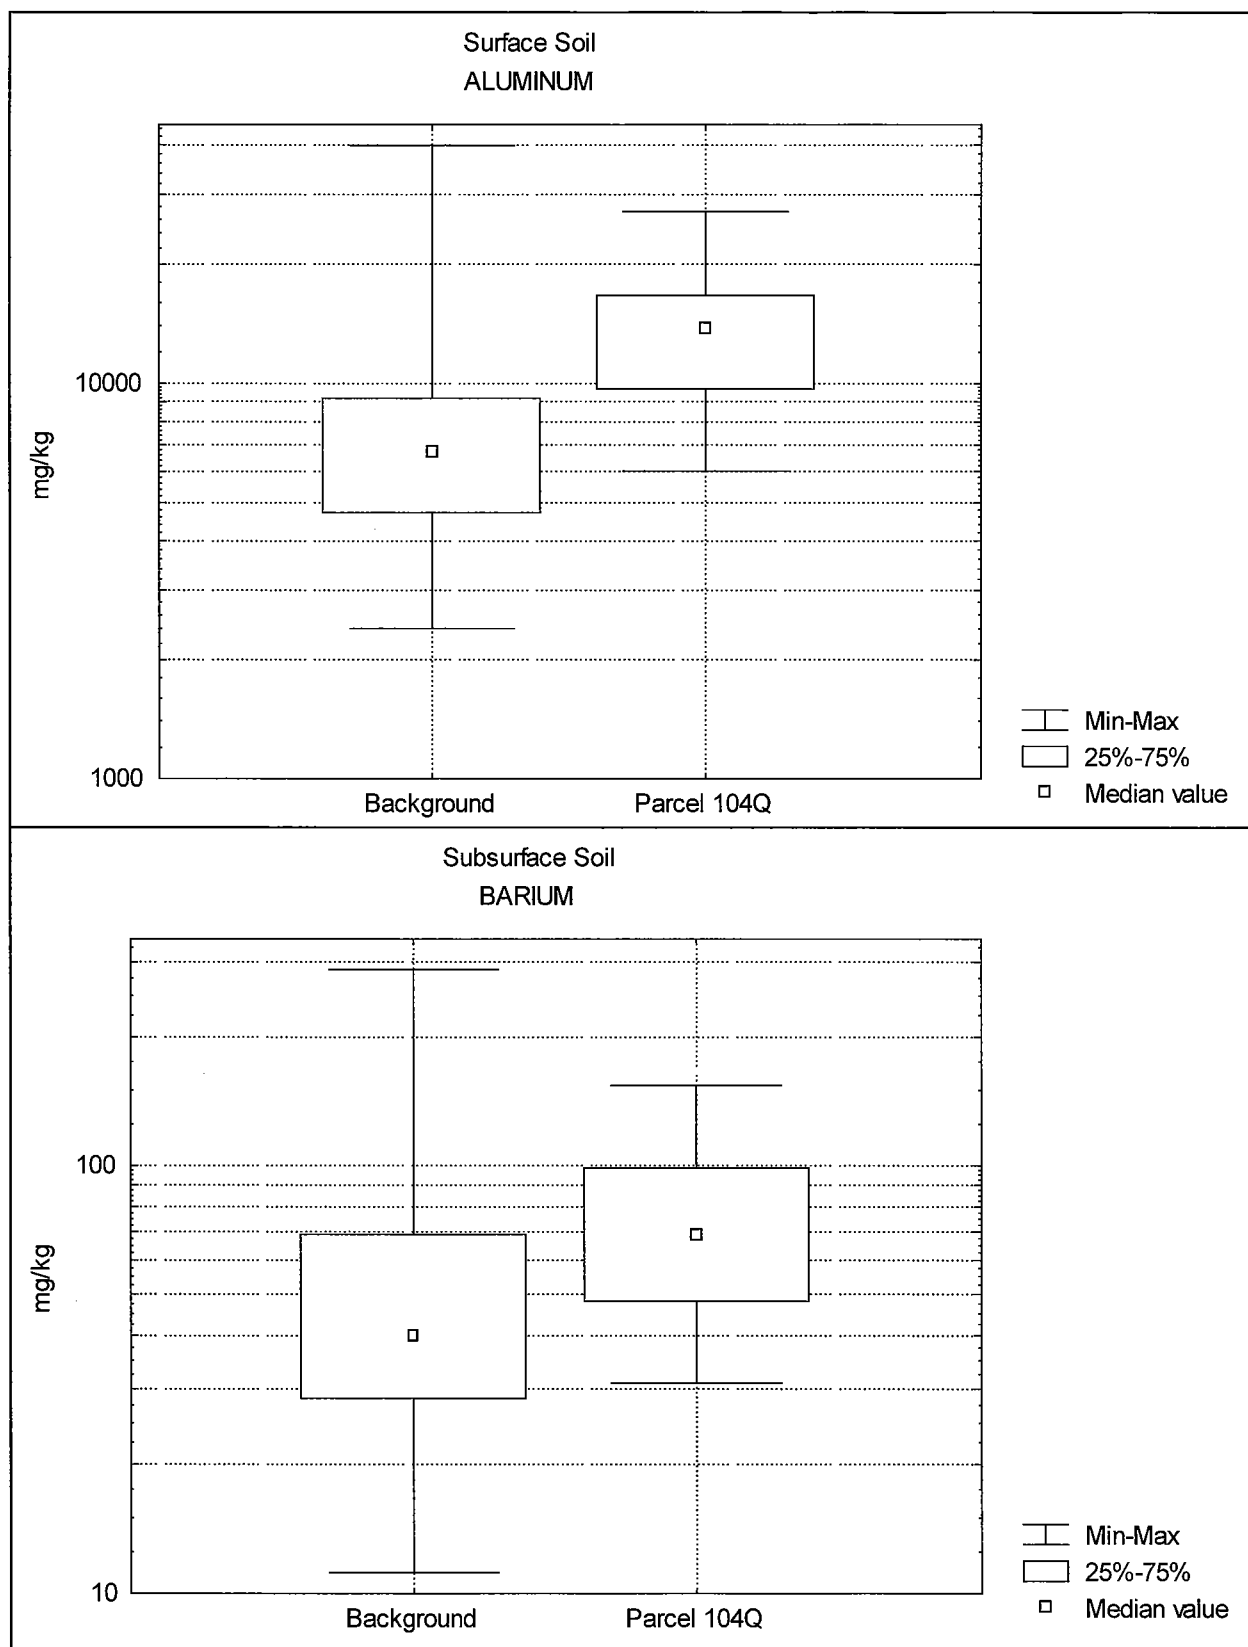 Surface Soil
ALUMINUM
10000
mg/kg
1000
Background
Parcel 104Q
Min-Max
25%-75%
Median value
Subsurface Soil
BARIUM
100
mg/kg
10
Background
Parcel 104Q
Min-Max
25%-75%
Median value